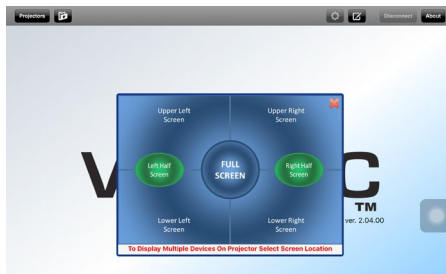 Projectors
Disconnect
About
Upper Left
Screen
Upper Right
Screen
Left Half
Screen
FULL
SCREEN
Right Half
Screen
TM
ver. 2.04.00
Lower Left
Screen
Lower Right
Screen
To Display Multiple Devices On Projector Select Screen Location